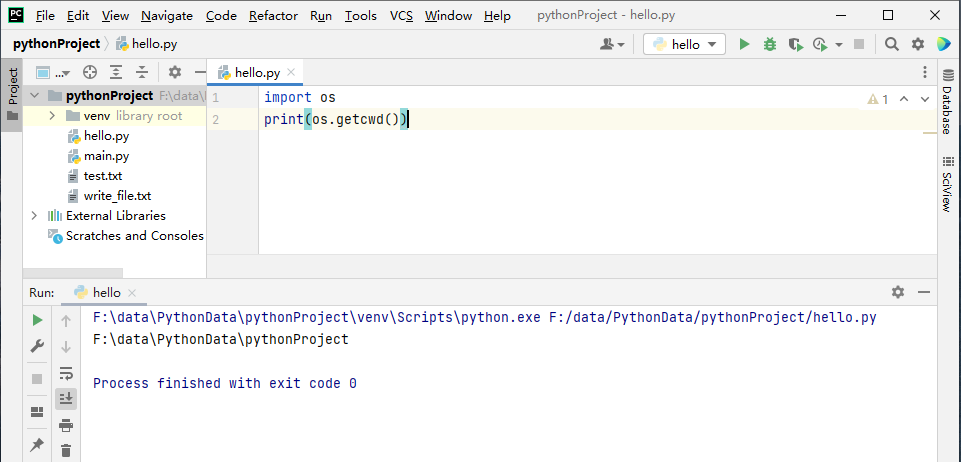 PC File Edit View Navigate Code Refactor Run Tools VCS Window Help pythonProject - hello.py
pythonProject hello.py hello
Project
... hello.py
pythonProject F:\data\
venv library root
hello.py
main.py
test.txt
write_file.txt
External Libraries
Scratches and Consoles
1 import os
2 print(os.getcwd())
1
Database
SciView
Run: hello
F:\data\PythonData\pythonProject\venv\Scripts\python.exe F:/data/PythonData/pythonProject/hello.py
F:\data\PythonData\pythonProject
Process finished with exit code 0